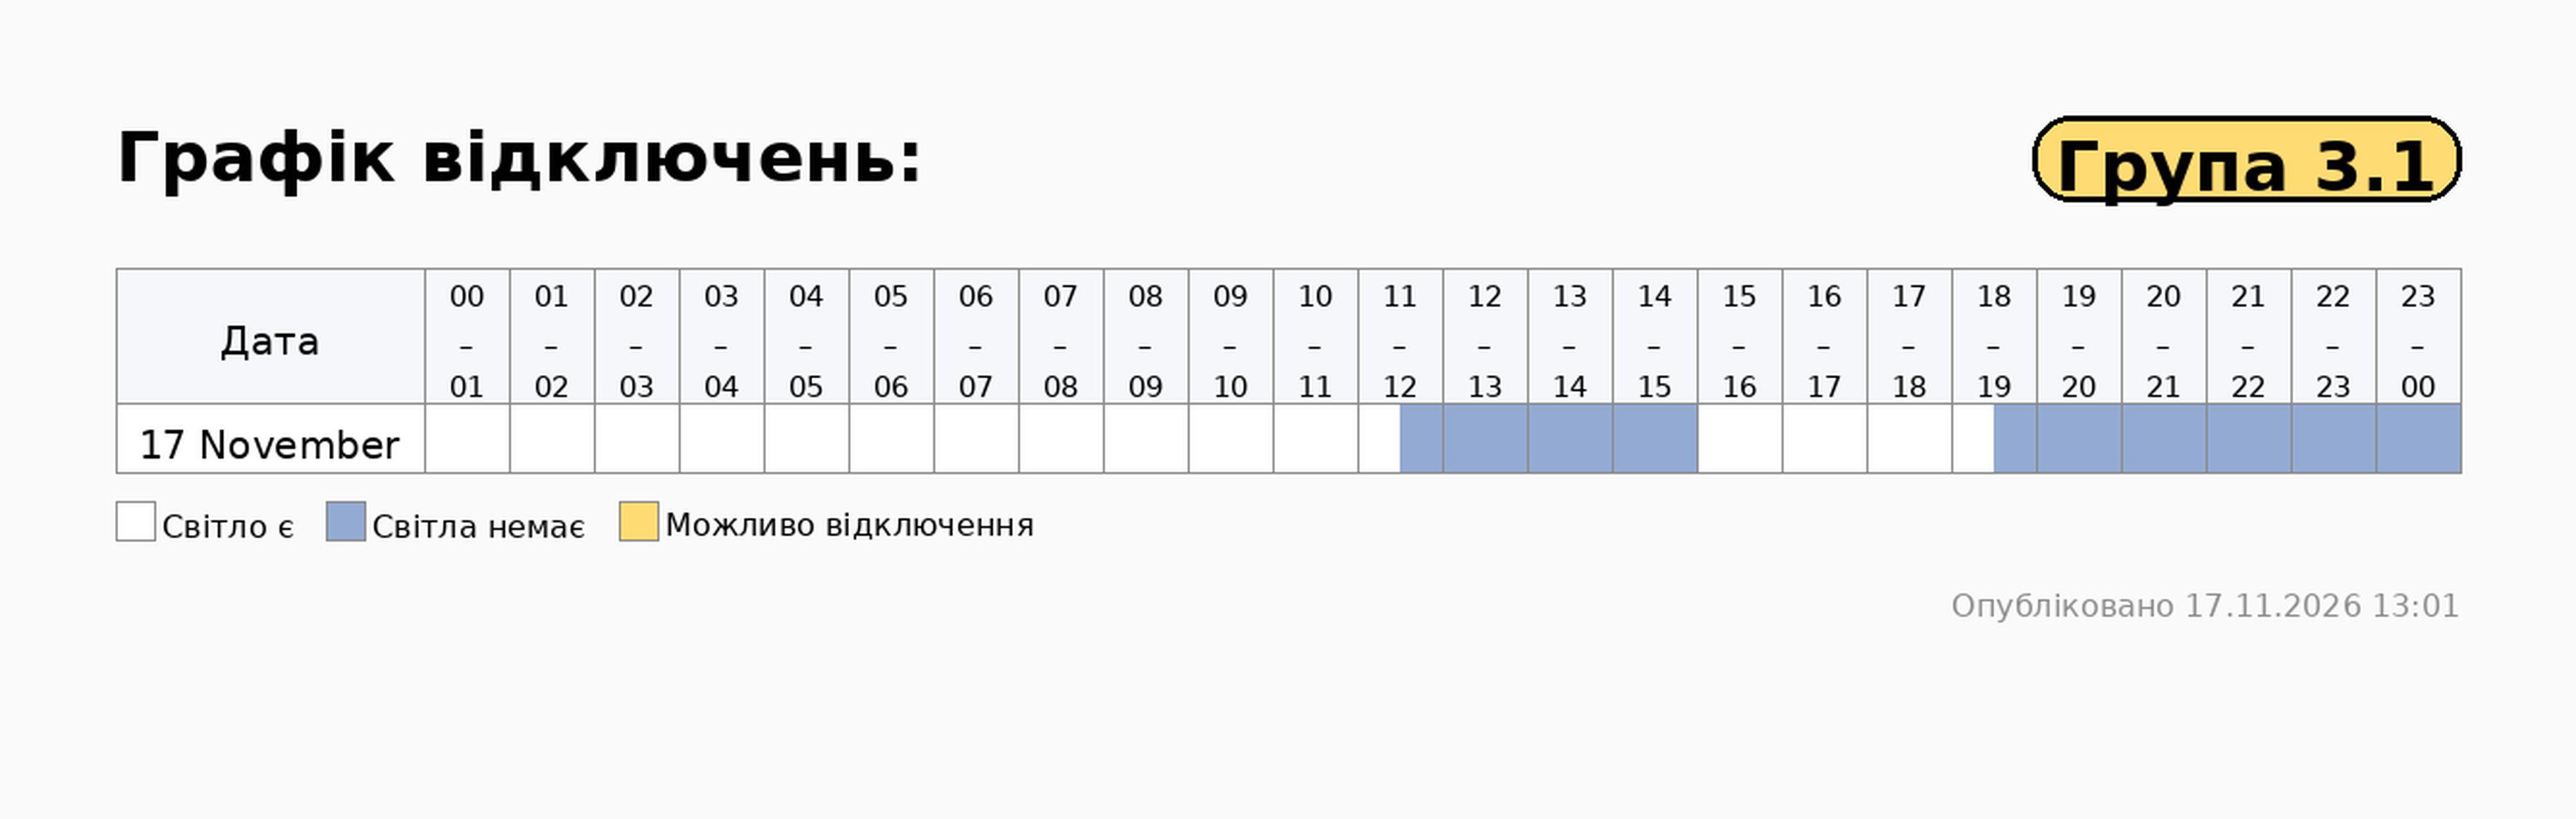 Графік відключень:
Група 3.1
Дата
00 – 01
01 – 02
02 – 03
03 – 04
04 – 05
05 – 06
06 – 07
07 – 08
08 – 09
09 – 10
10 – 11
11 – 12
12 – 13
13 – 14
14 – 15
15 – 16
16 – 17
17 – 18
18 – 19
19 – 20
20 – 21
21 – 22
22 – 23
23 – 00
17 November
Світло є
Світла немає
Можливо відключення
Опубліковано 17.11.2026 13:01